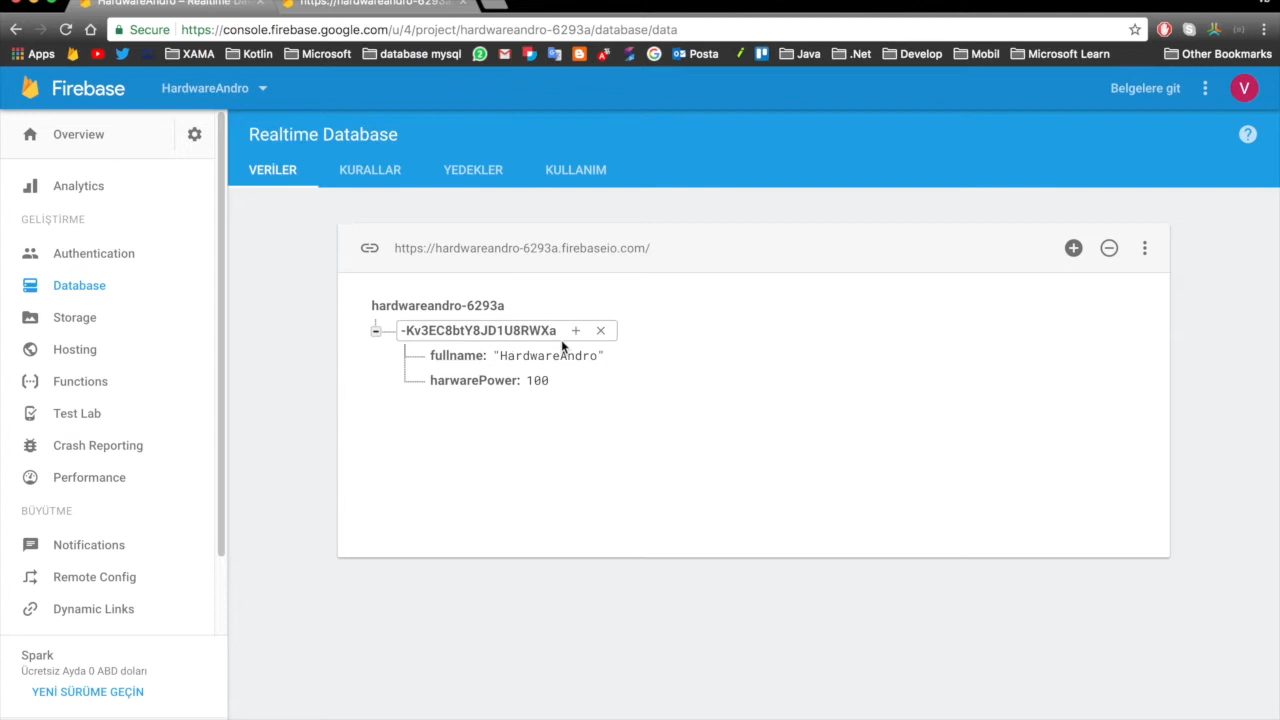 HardwareAndro – Realtime Dat
https://hardwareandro-6293a
Secure https://console.firebase.google.com/u/4/project/hardwareandro-6293a/database/data
Apps XAMA Kotlin Microsoft database mysql Posta Java .Net Develop Mobil Microsoft Learn Other Bookmarks
Firebase HardwareAndro Belgelere git V
Overview
Realtime Database
VERİLER KURALLAR YEDEKLER KULLANIM
Analytics
GELİŞTİRME
Authentication
Database
Storage
Hosting
Functions
Test Lab
Crash Reporting
Performance
BÜYÜTME
Notifications
Remote Config
Dynamic Links
Spark
Ücretsiz Ayda 0 ABD doları
YENİ SÜRÜME GEÇİN
https://hardwareandro-6293a.firebaseio.com/
hardwareandro-6293a
-Kv3EC8btY8JD1U8RWXa
fullname: "HardwareAndro"
harwarePower: 100